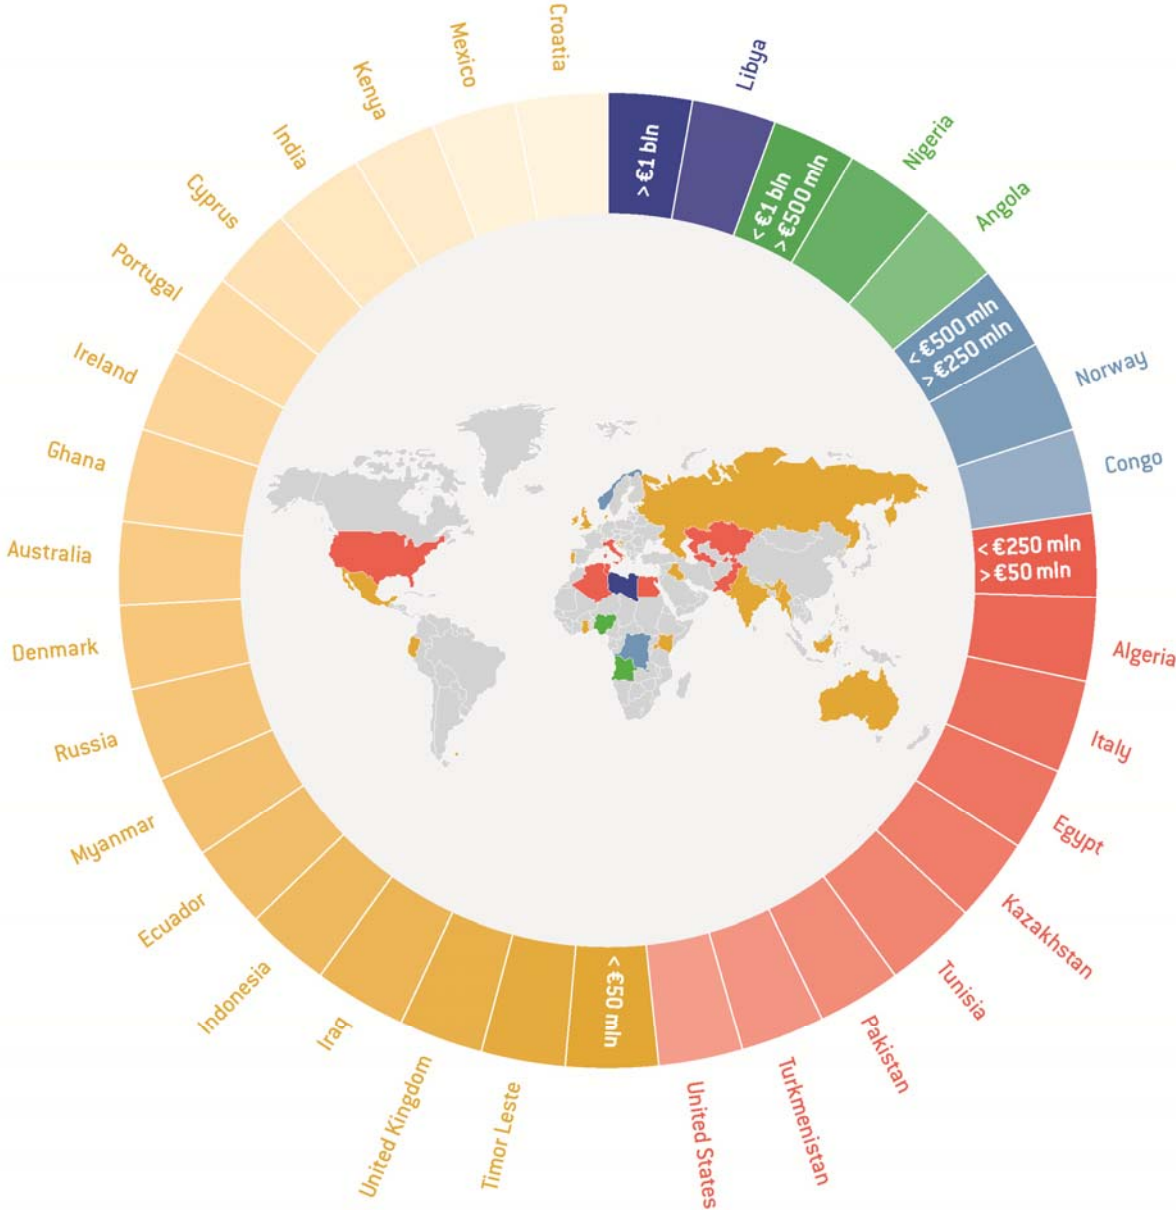 > €1 bln
Libya
< €1 bln
> €500 mln
Nigeria
Angola
< €500 mln
> €250 mln
Norway
Congo
< €250 mln
> €50 mln
Algeria
Italy
Egypt
Kazakhstan
Tunisia
Pakistan
Turkmenistan
United States
< €50 mln
Timor Leste
United Kingdom
Iraq
Indonesia
Ecuador
Myanmar
Russia
Denmark
Australia
Ghana
Ireland
Portugal
Cyprus
India
Kenya
Mexico
Croatia